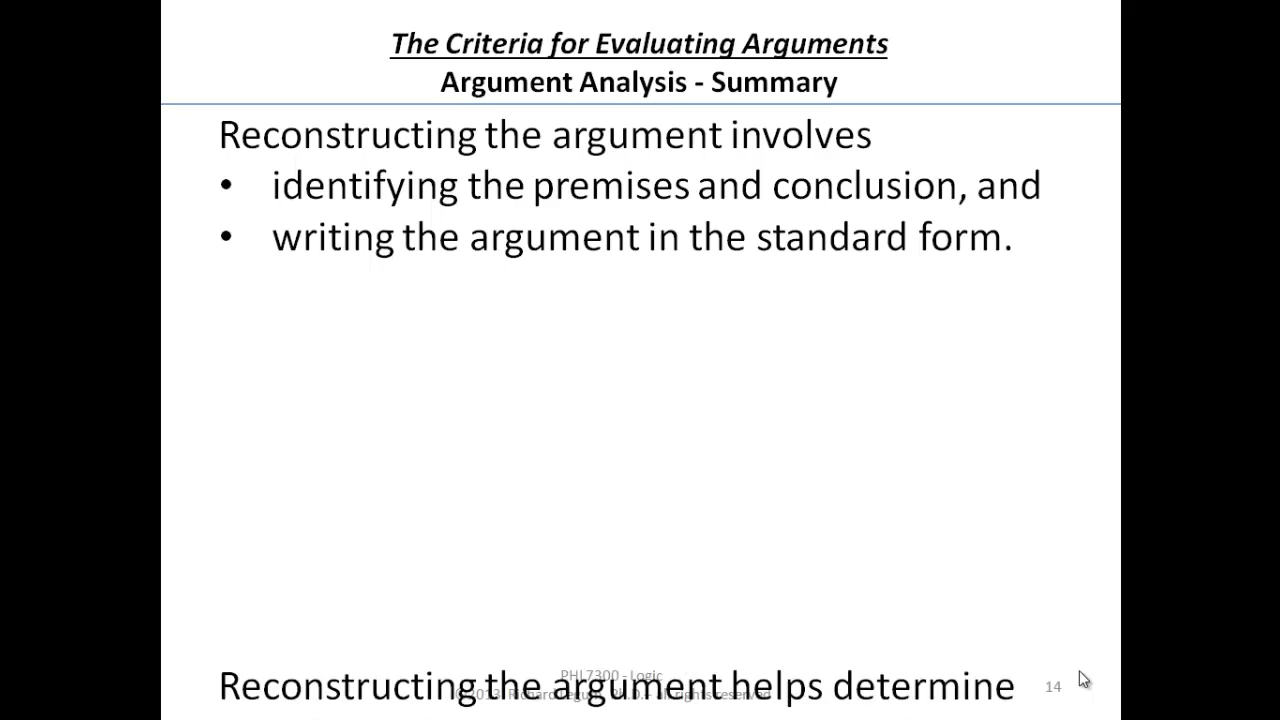 The Criteria for Evaluating Arguments
Argument Analysis - Summary
Reconstructing the argument involves
• identifying the premises and conclusion, and
• writing the argument in the standard form.
PHI 7300 - Logic
Reconstructing the argument helps determine
14